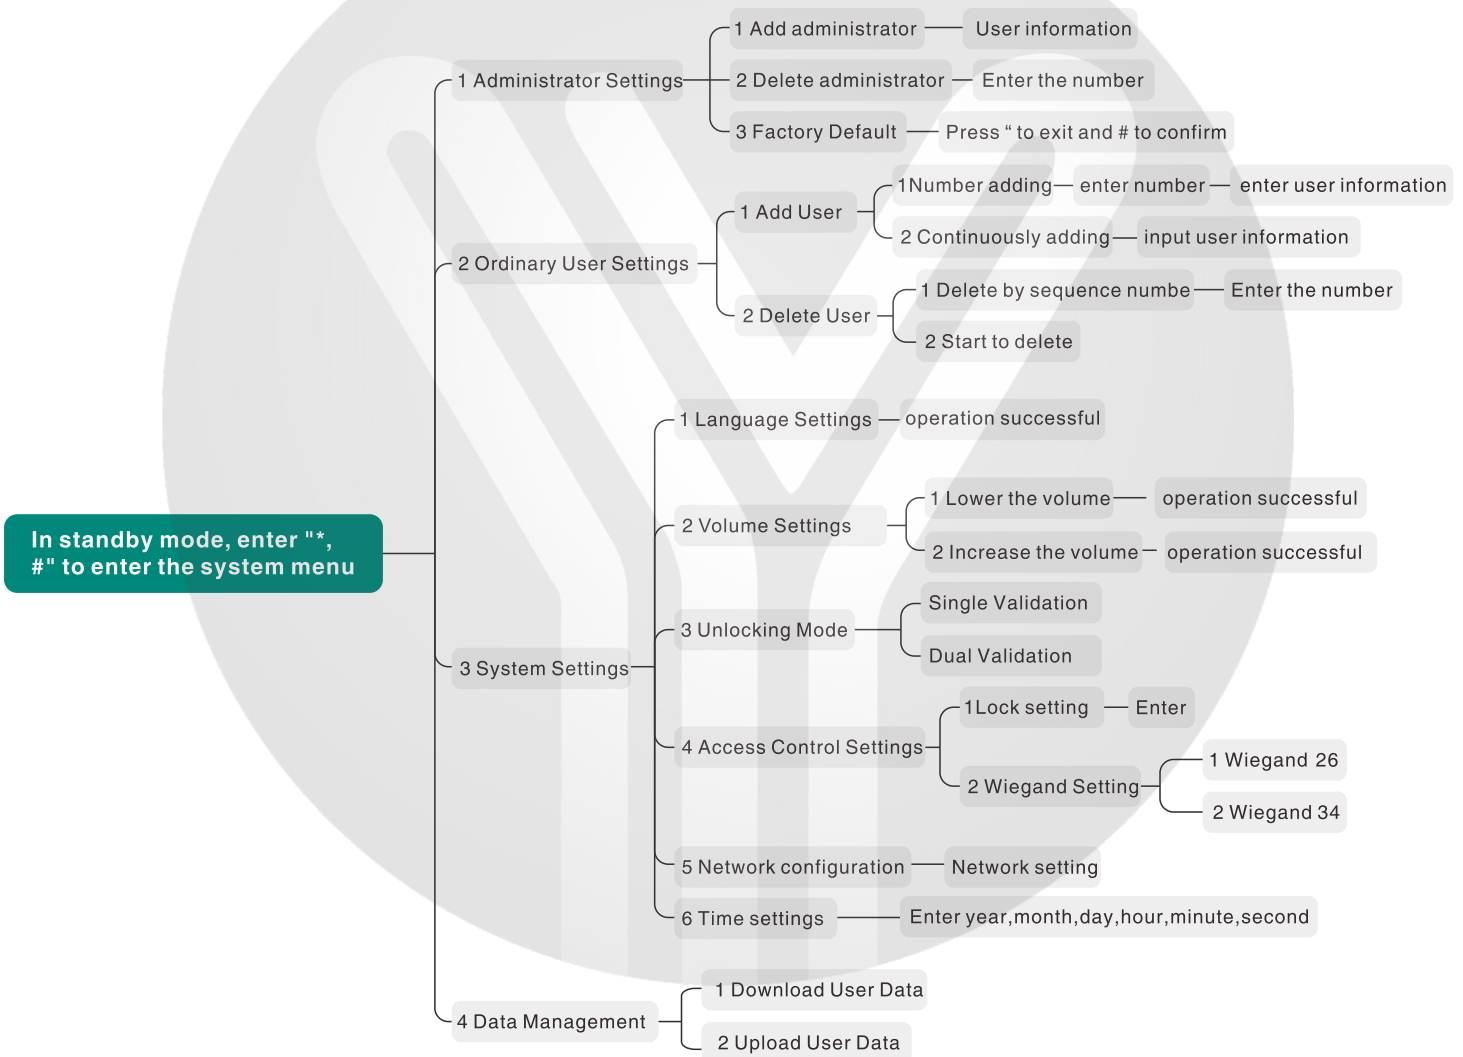 1 Add administrator
User information
1 Administrator Settings
2 Delete administrator
Enter the number
3 Factory Default
Press “ to exit and # to confirm
1Number adding
enter number
enter user information
1 Add User
2 Continuously adding
input user information
2 Ordinary User Settings
1 Delete by sequence numbe
Enter the number
2 Delete User
2 Start to delete
1 Language Settings
operation successful
1 Lower the volume
operation successful
2 Volume Settings
2 Increase the volume
operation successful
In standby mode, enter "*,
#" to enter the system menu
Single Validation
3 Unlocking Mode
Dual Validation
3 System Settings
1Lock setting
Enter
4 Access Control Settings
1 Wiegand 26
2 Wiegand Setting
2 Wiegand 34
5 Network configuration
Network setting
6 Time settings
Enter year,month,day,hour,minute,second
1 Download User Data
4 Data Management
2 Upload User Data